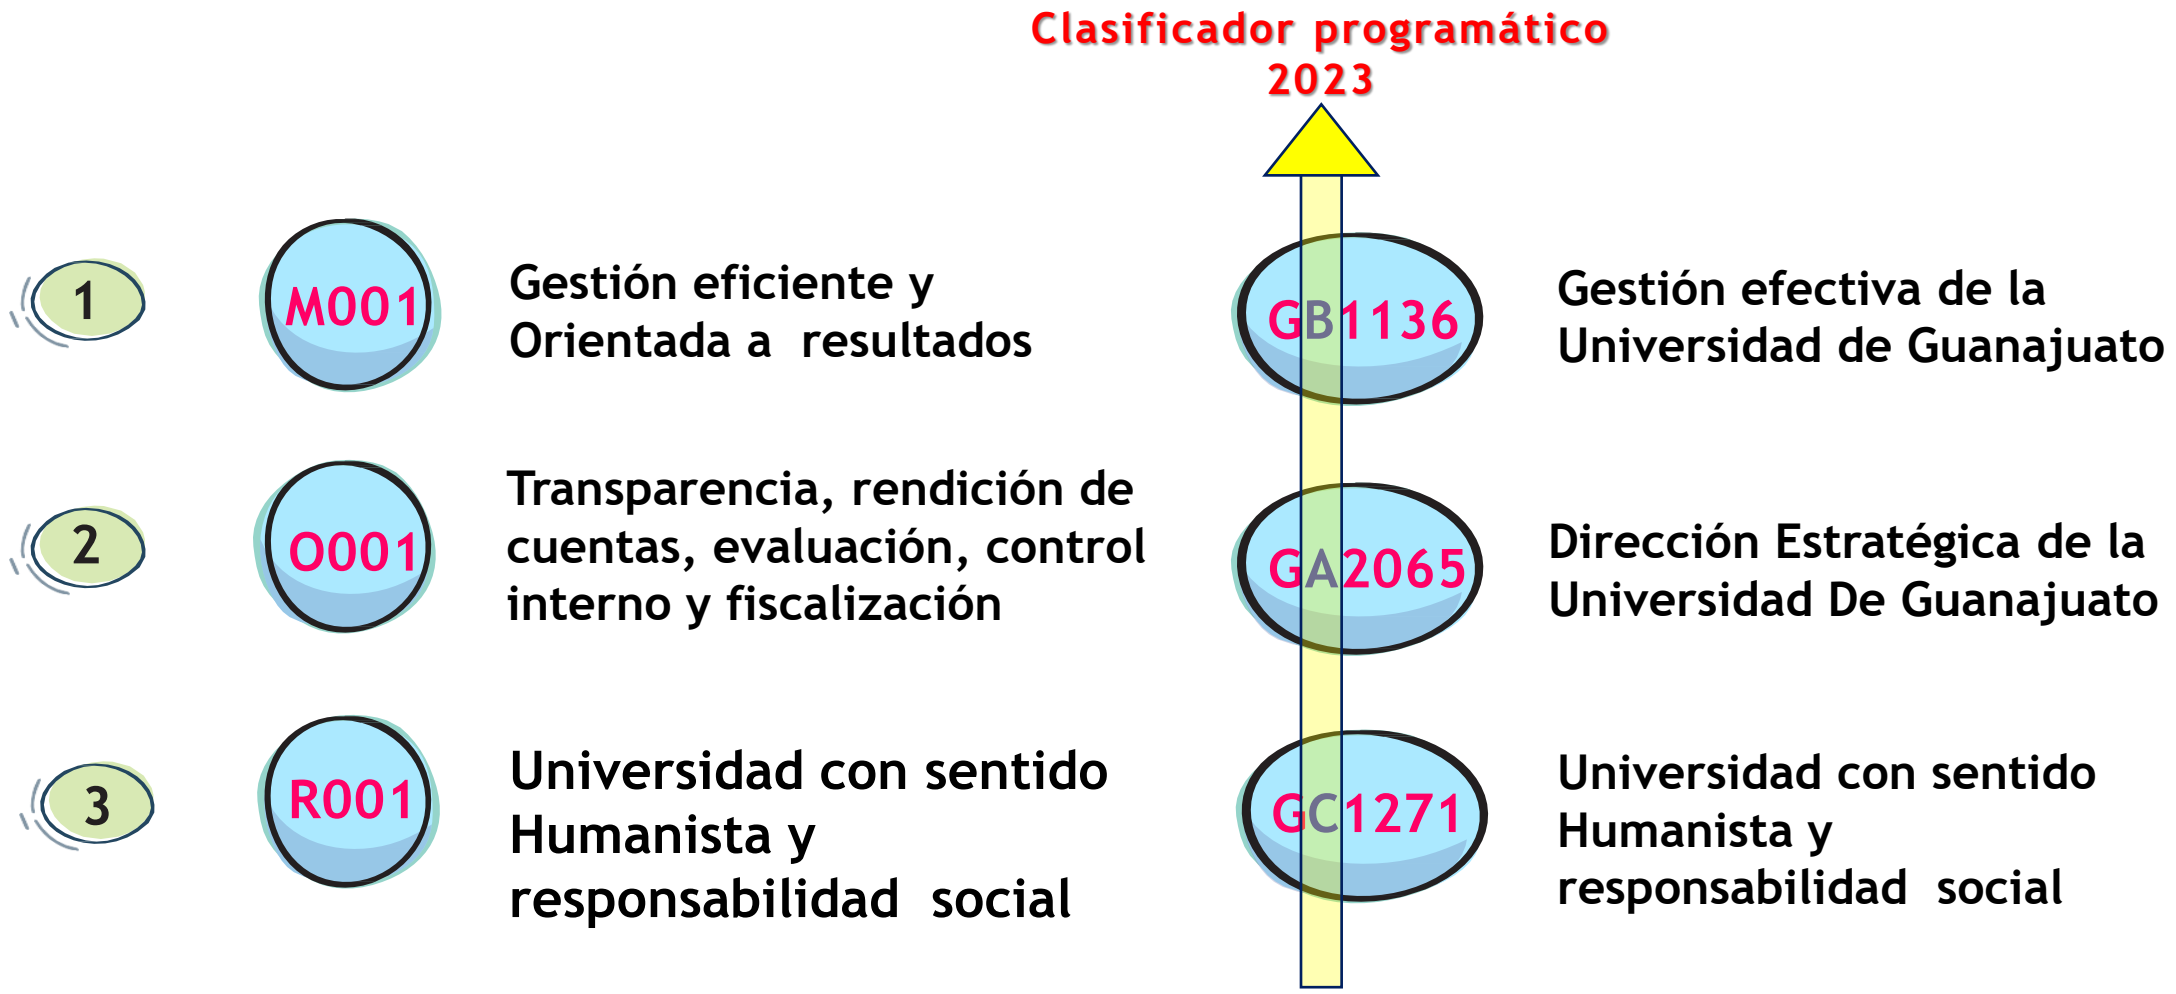 Clasificador programático
2023
1
M001
Gestión eficiente y
Orientada a  resultados
GB1136
Gestión efectiva de la
Universidad de Guanajuato
2
O001
Transparencia, rendición de
cuentas, evaluación, control
interno y fiscalización
GA2065
Dirección Estratégica de la
Universidad De Guanajuato
3
R001
Universidad con sentido
Humanista y
responsabilidad  social
GC1271
Universidad con sentido
Humanista y
responsabilidad  social